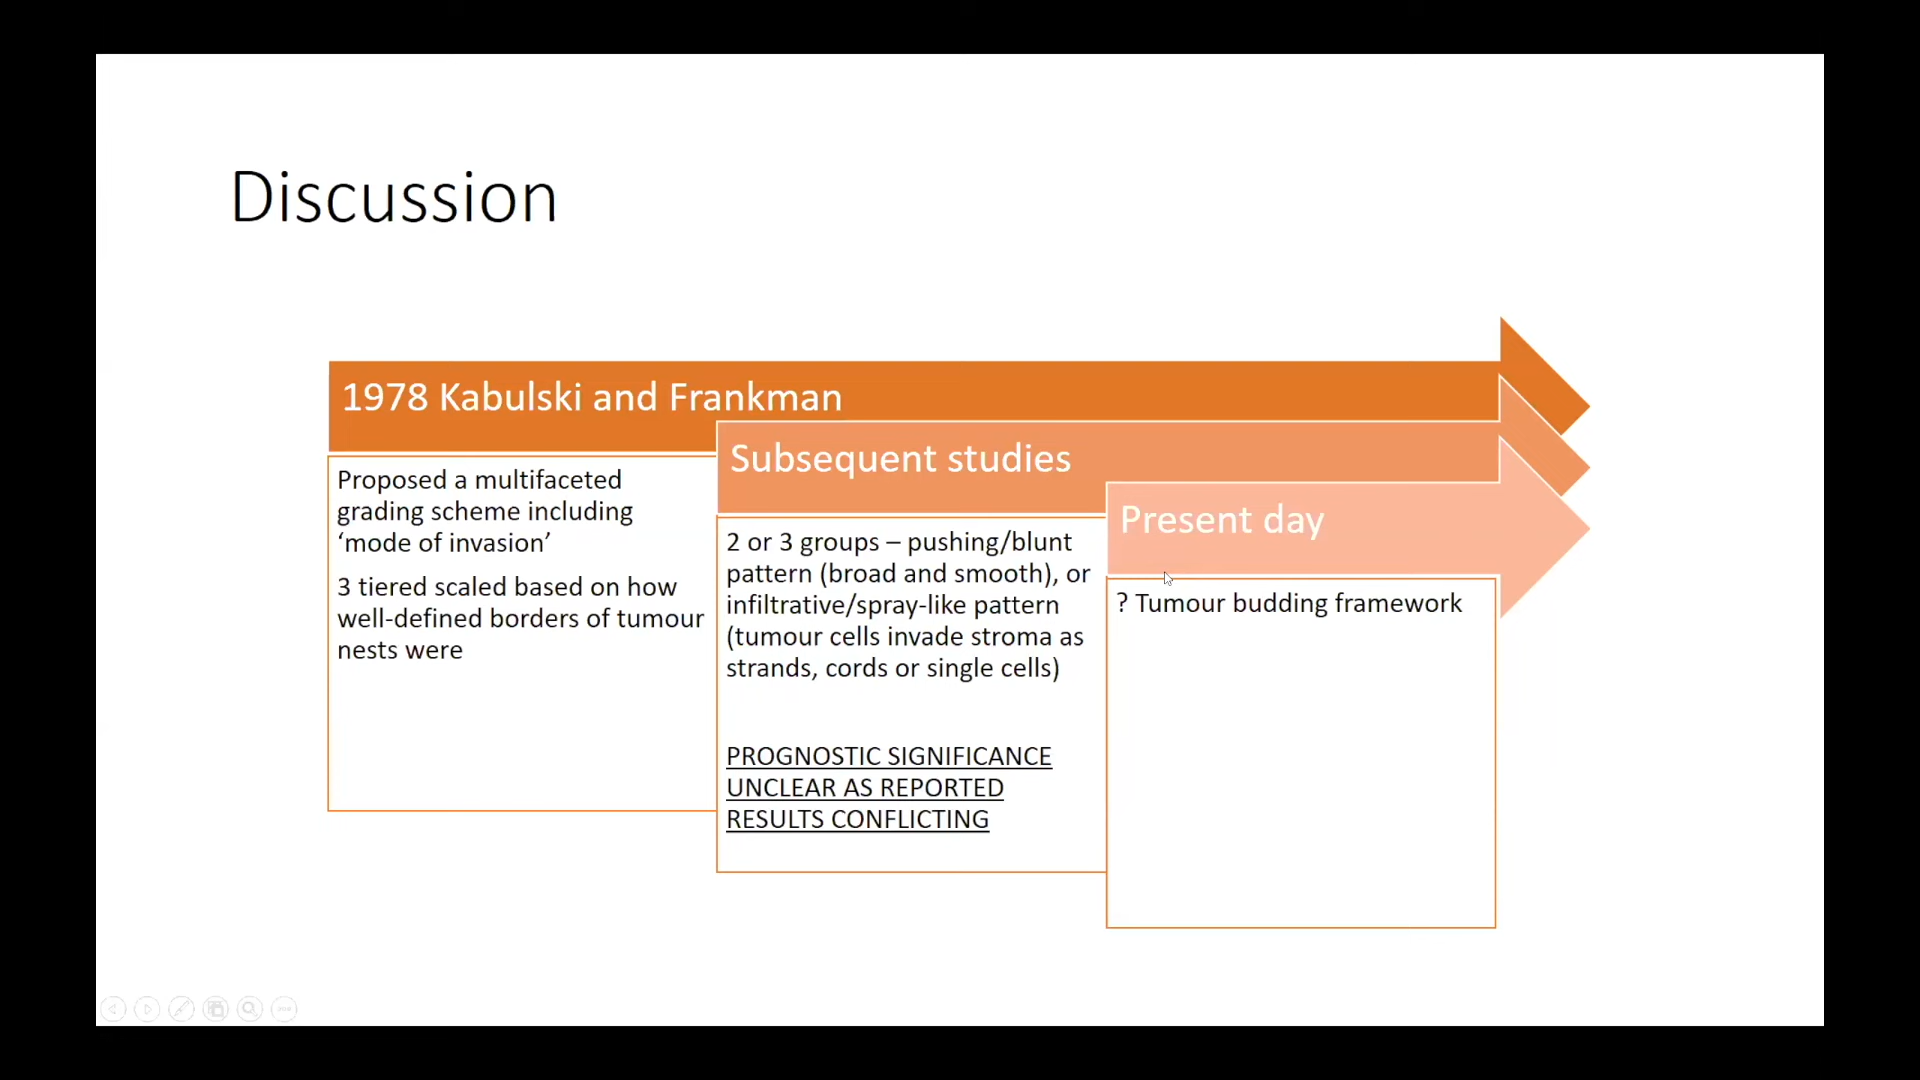 Discussion
1978 Kabulski and Frankman
Proposed a multifaceted
grading scheme including
‘mode of invasion’
3 tiered scaled based on how
well-defined borders of tumour
nests were
Subsequent studies
2 or 3 groups – pushing/blunt
pattern (broad and smooth), or
infiltrative/spray-like pattern
(tumour cells invade stroma as
strands, cords or single cells)
PROGNOSTIC SIGNIFICANCE
UNCLEAR AS REPORTED
RESULTS CONFLICTING
Present day
? Tumour budding framework